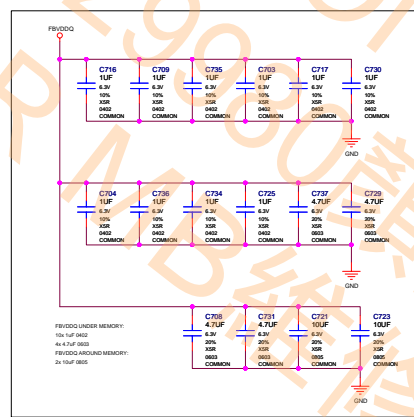 FBVDDQ
C716
1UF
6.3V
10%
X5R
0402
COMMON
C709
1UF
6.3V
10%
X5R
0402
COMMON
C735
1UF
6.3V
10%
X5R
0402
COMMON
C703
1UF
6.3V
10%
X5R
0402
COMMON
C717
1UF
6.3V
10%
X5R
0402
COMMON
C730
1UF
6.3V
10%
X5R
0402
COMMON
GND
C704
1UF
6.3V
10%
X5R
0402
COMMON
C736
1UF
6.3V
10%
X5R
0402
COMMON
C734
1UF
6.3V
10%
X5R
0402
COMMON
C725
1UF
6.3V
10%
X5R
0402
COMMON
C737
4.7UF
6.3V
20%
X5R
0603
COMMON
C729
4.7UF
6.3V
20%
X5R
0603
COMMON
GND
C708
4.7UF
6.3V
20%
X5R
0603
COMMON
C731
4.7UF
6.3V
20%
X5R
0603
COMMON
C721
10UF
6.3V
20%
X5R
0805
COMMON
C723
10UF
6.3V
20%
X5R
0805
COMMON
GND
FBVDDQ UNDER MEMORY:
10x 1uF 0402
4x 4.7uF 0603
FBVDDQ AROUND MEMORY:
2x 10uF 0805